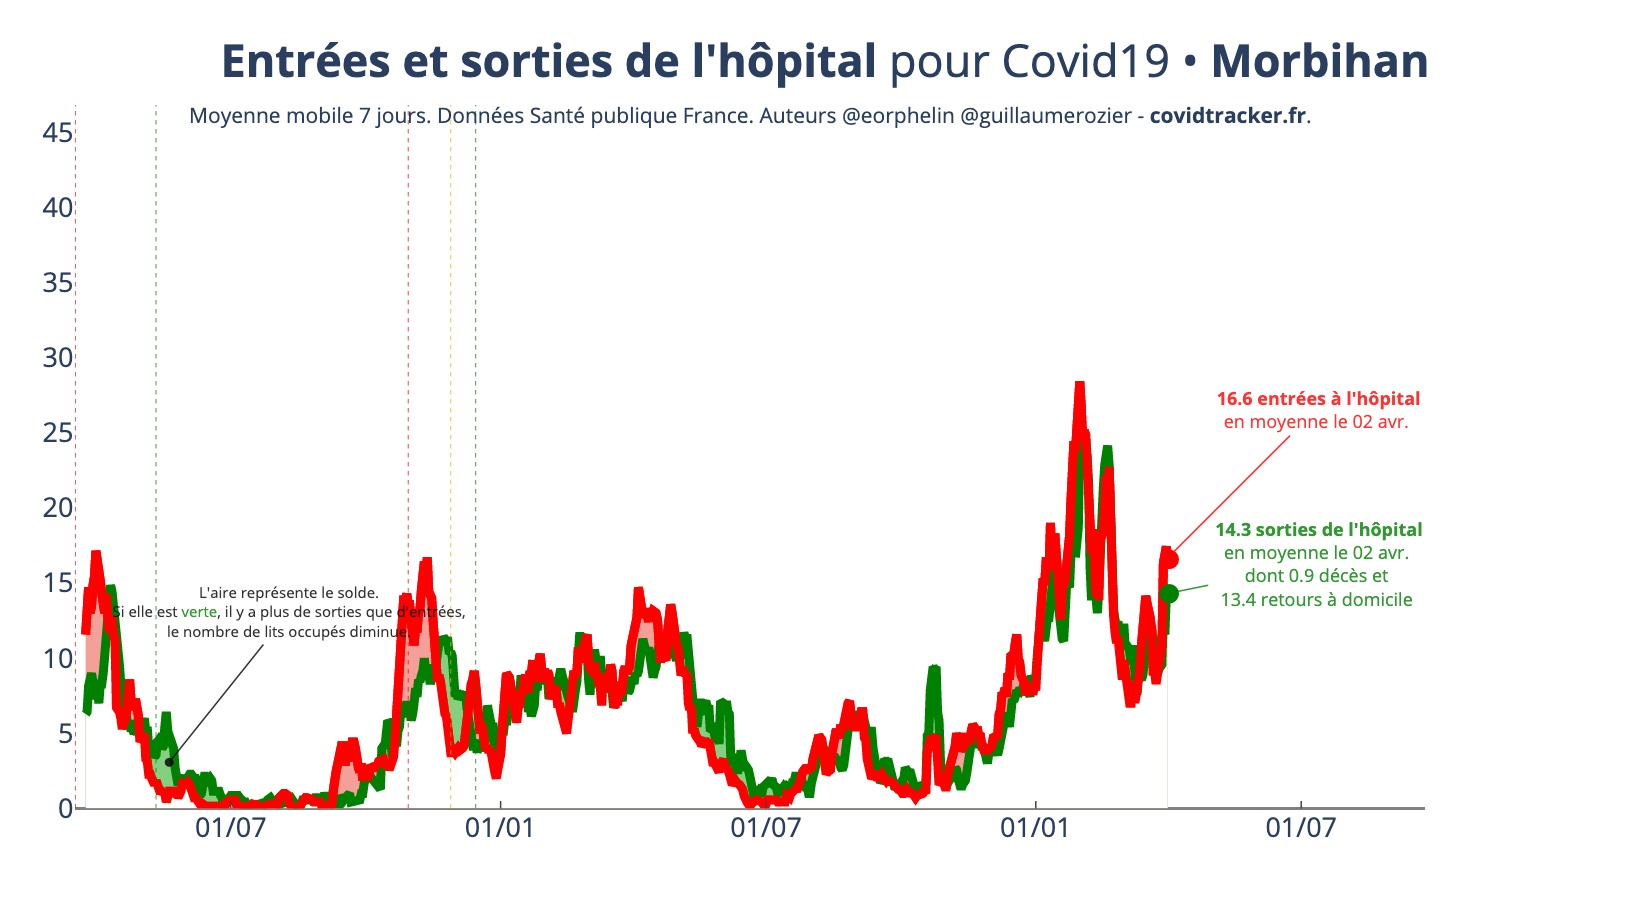 Entrées et sorties de l'hôpital pour Covid19 • Morbihan
Moyenne mobile 7 jours. Données Santé publique France. Auteurs @eorphelin @guillaumerozier - covidtracker.fr.
45
40
35
30
25
20
15
10
5
0
L'aire représente le solde.
Si elle est verte, il y a plus de sorties que d'entrées,
le nombre de lits occupés diminue.
16.6 entrées à l'hôpital
en moyenne le 02 avr.
14.3 sorties de l'hôpital
en moyenne le 02 avr.
dont 0.9 décès et
13.4 retours à domicile
01/07
01/01
01/07
01/01
01/07